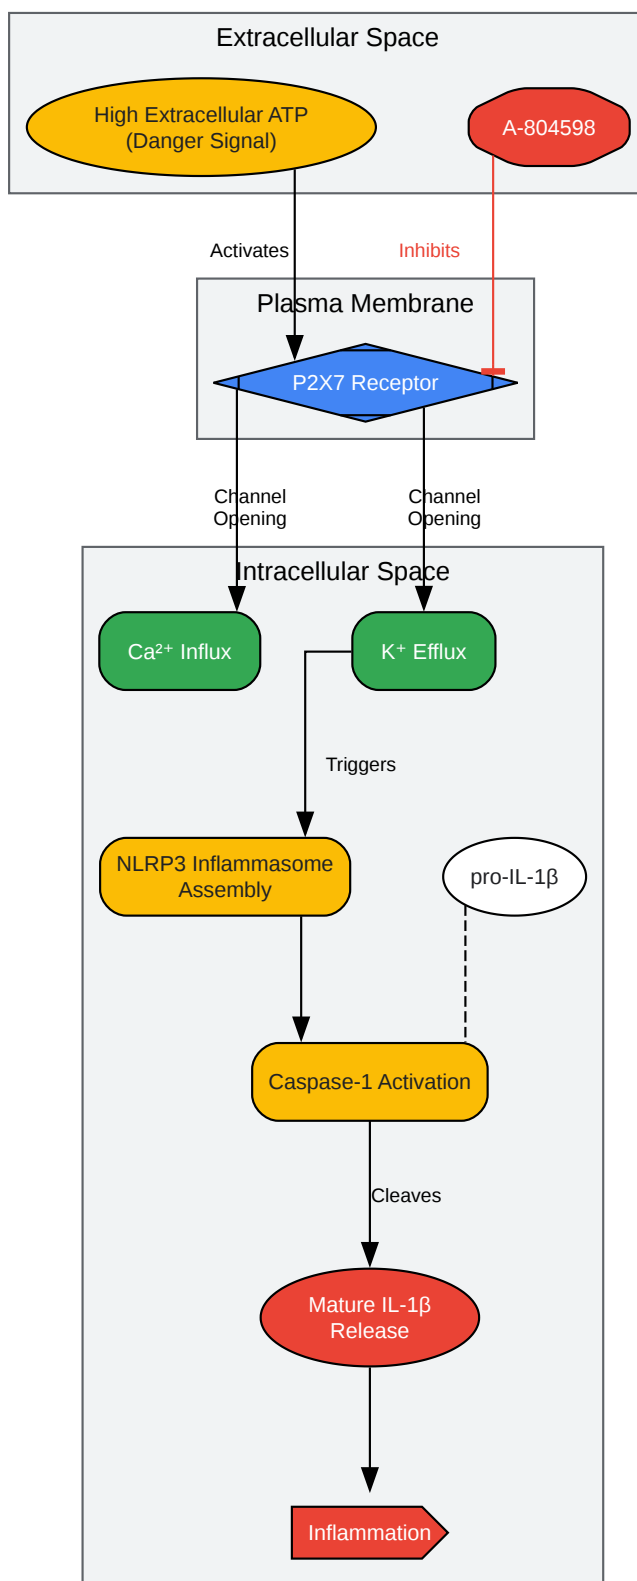 Extracellular Space
High Extracellular ATP
(Danger Signal)
A-804598
Activates
Inhibits
Plasma Membrane
P2X7 Receptor
Channel
Opening
Channel
Opening
Intracellular Space
Ca²⁺ Influx
K⁺ Efflux
Triggers
NLRP3 Inflammasome
Assembly
pro-IL-1β
Caspase-1 Activation
Cleaves
Mature IL-1β
Release
Inflammation